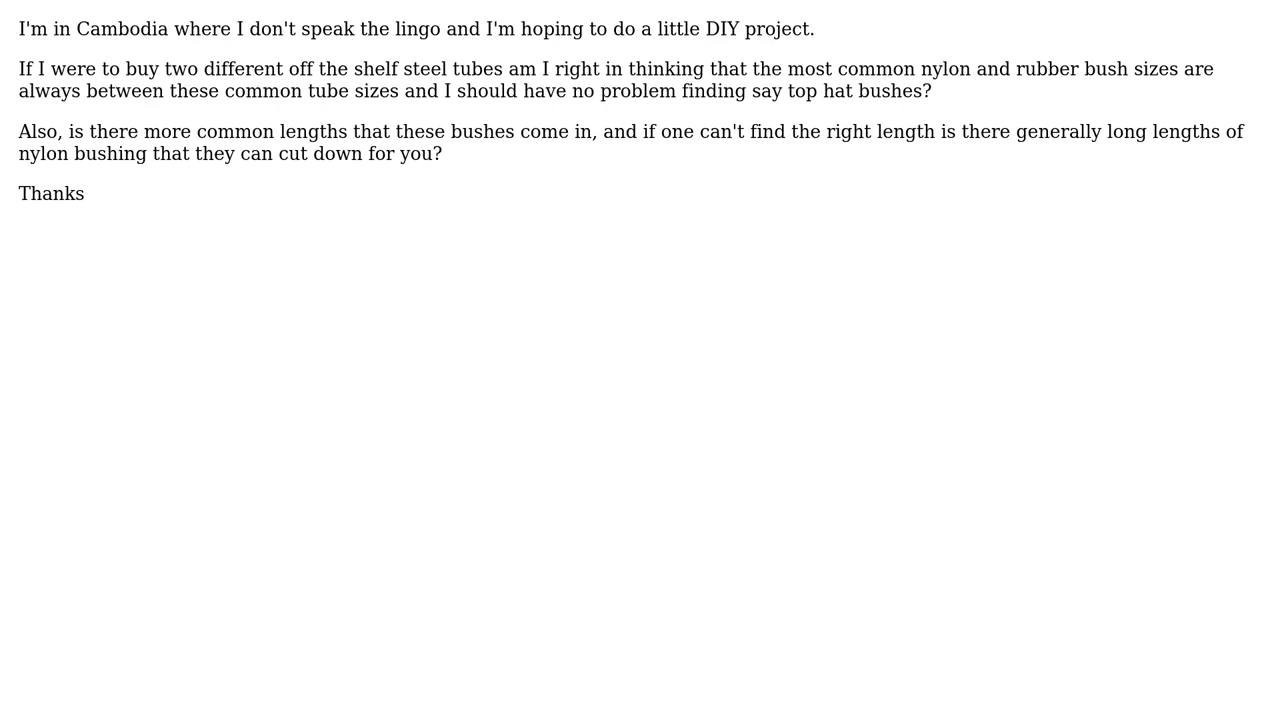 I'm in Cambodia where I don't speak the lingo and I'm hoping to do a little DIY project.
If I were to buy two different off the shelf steel tubes am I right in thinking that the most common nylon and rubber bush sizes are
always between these common tube sizes and I should have no problem finding say top hat bushes?
Also, is there more common lengths that these bushes come in, and if one can't find the right length is there generally long lengths of
nylon bushing that they can cut down for you?
Thanks